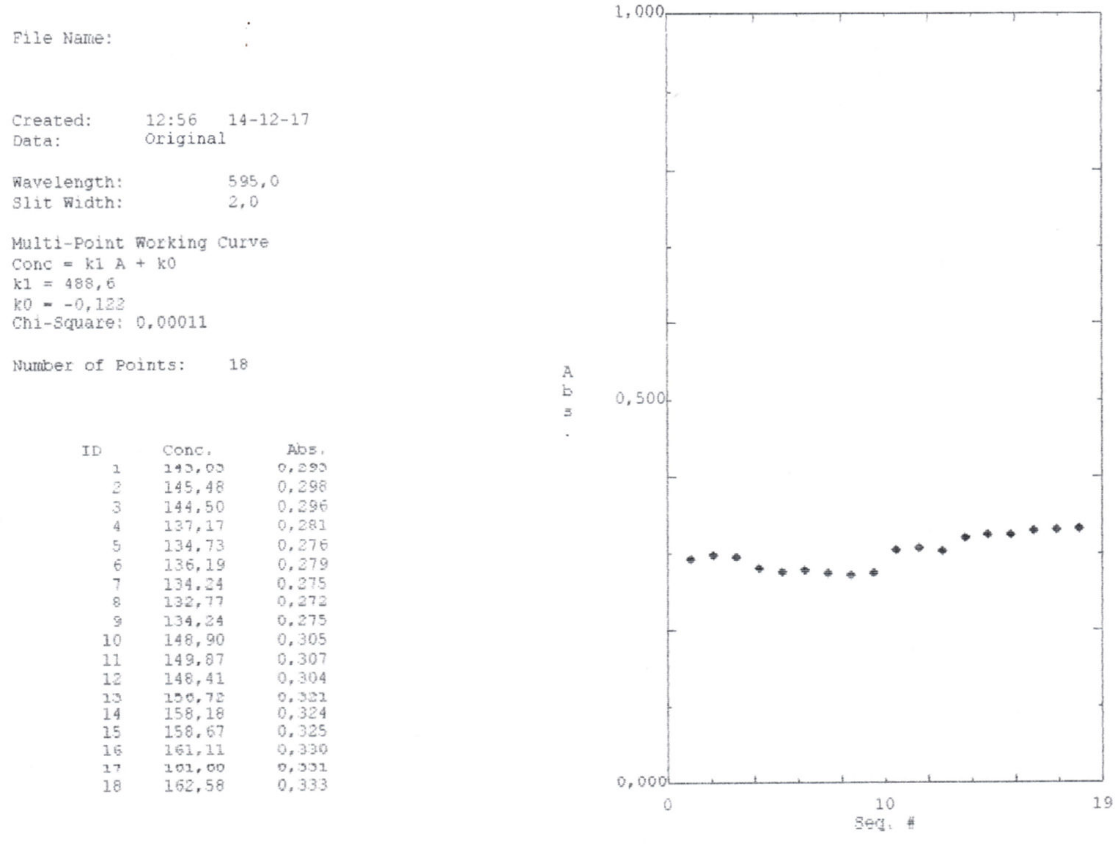 File Name:
Created: 12:56 14-12-17
Data: Original
Wavelength: 595,0
Slit Width: 2,0
Multi-Point Working Curve
Conc = k1 A + k0
k1 = 488,6
k0 = -0,122
Chi-Square: 0,00011
Number of Points: 18
ID Conc. Abs.
1 143,03 0,293
2 145,48 0,298
3 144,50 0,296
4 137,17 0,281
5 134,73 0,276
6 136,19 0,279
7 134,24 0,275
8 132,77 0,272
9 134,24 0,275
10 148,90 0,305
11 149,87 0,307
12 148,41 0,304
13 156,72 0,321
14 158,18 0,324
15 158,67 0,325
16 161,11 0,330
17 161,60 0,331
18 162,58 0,333
1,000
Abs.
0,500
0,000
0 10 19
Seq. #